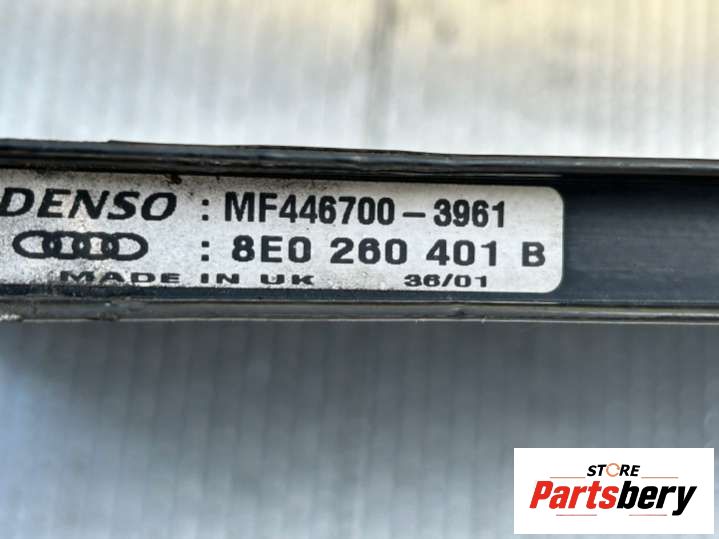 DENSO : MF446700-3961
: 8E0 260 401 B
MADE IN UK 36/01
STORE
Partsbery